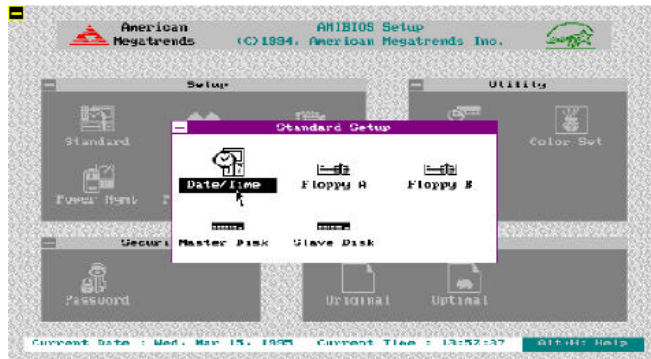 American
Megatrends
AMIBIOS Setup
(C)1994, American Megatrends Inc.
Setup
Utility
Standard
Color Set
Power Mgmt
Standard Setup
Date/Time
Floppy A
Floppy B
Master Disk
Slave Disk
Securi
Password
Original
Optimal
Current Date : Wed, Mar 15, 1995
Current Time : 13:52:37
Alt+H: Help